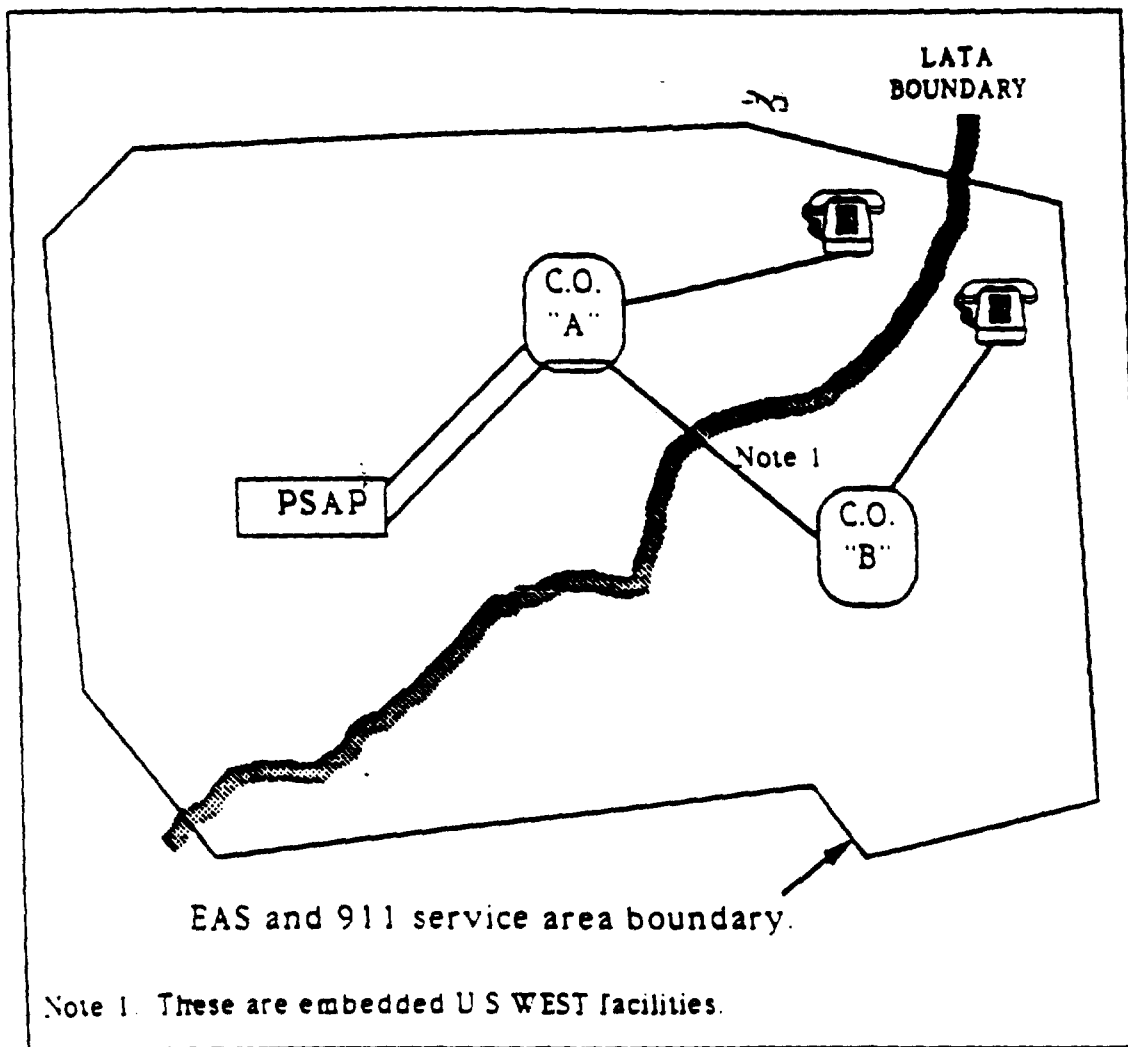 LATA
BOUNDARY
C.O.
"A"
Note 1
PSAP
C.O.
"B"
EAS and 911 service area boundary.
Note 1. These are embedded U S WEST facilities.